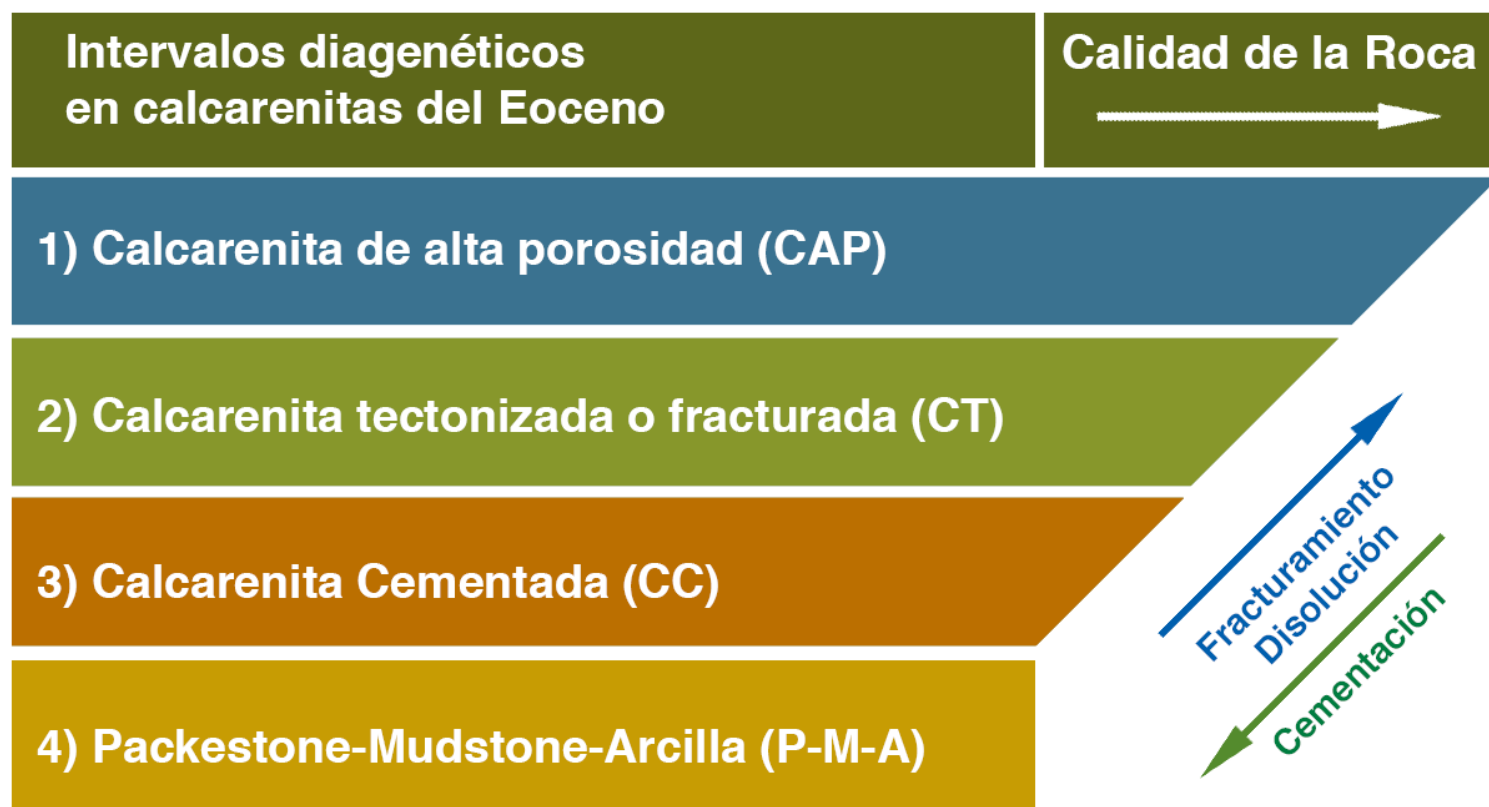 Intervalos diagenéticos
en calcarenitas del Eoceno
Calidad de la Roca
1) Calcarenita de alta porosidad (CAP)
2) Calcarenita tectonizada o fracturada (CT)
3) Calcarenita Cementada (CC)
4) Packestone-Mudstone-Arcilla (P-M-A)
Fracturamiento
Disolución
Cementación